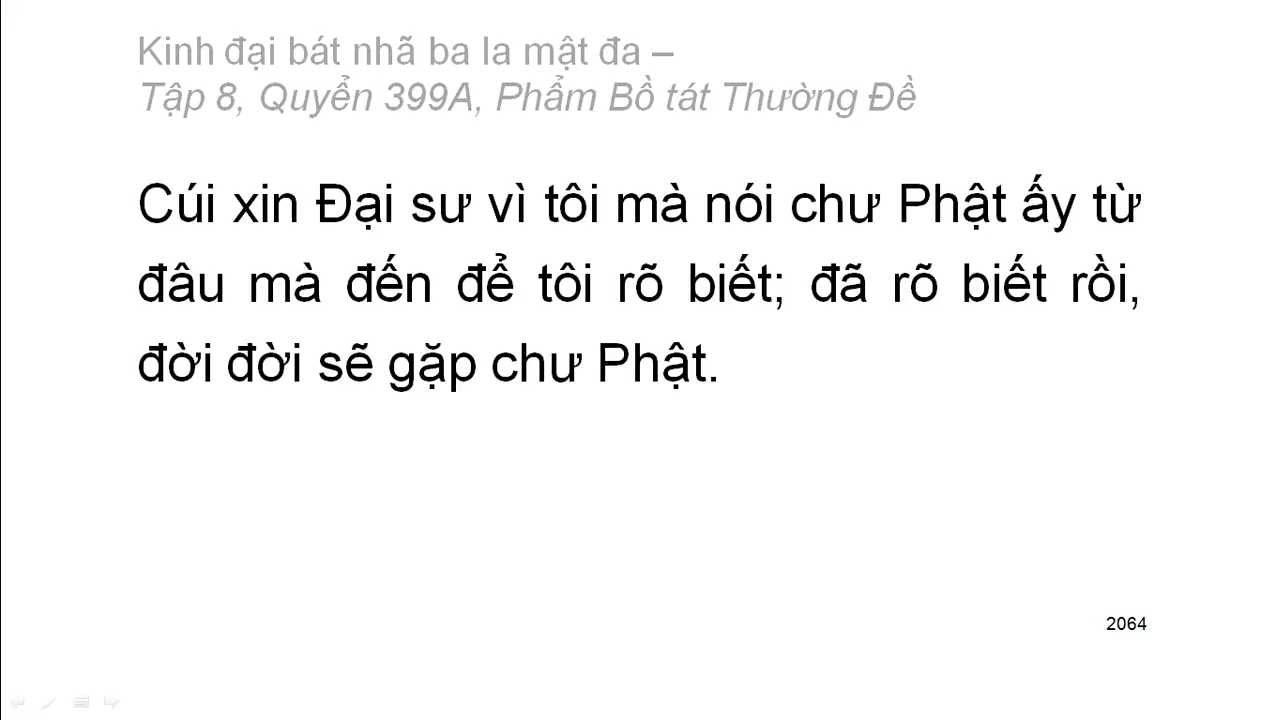 Kinh đại bát nhã ba la mật đa –
Tập 8, Quyển 399A, Phẩm Bồ tát Thường Đề
Cúi xin Đại sư vì tôi mà nói chư Phật ấy từ
đâu mà đến để tôi rõ biết; đã rõ biết rồi,
đời đời sẽ gặp chư Phật.
2064